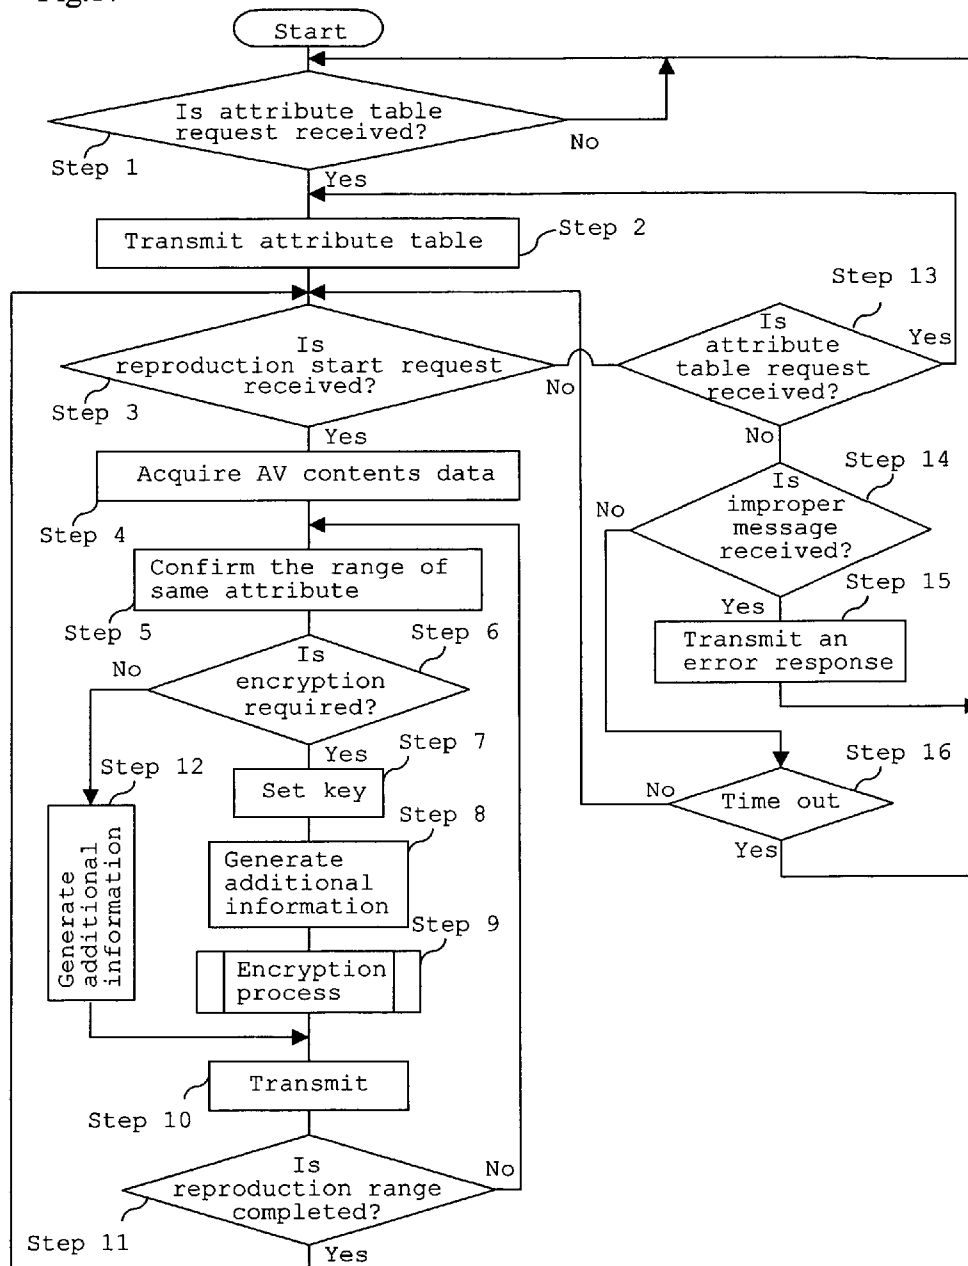 Start
Is attribute table
request received?
No
Step 1
Yes
Transmit attribute table
Step 2
Step 13
Is
reproduction start request
received?
No
Step 3
Is
attribute
table request
received?
Yes
Yes
No
Acquire AV contents data
Step 4
Step 14
Is
improper
message
received?
No
Confirm the range of
same attribute
Step 5
Yes
Step 15
Transmit an
error response
Step 6
Is
encryption
required?
No
Yes
Step 7
Set key
Step 12
Generate
additional
information
Step 16
Time out
No
Yes
Step 8
Generate
additional
information
Step 9
Encryption
process
Transmit
Step 10
Is
reproduction range
completed?
No
Step 11
Yes